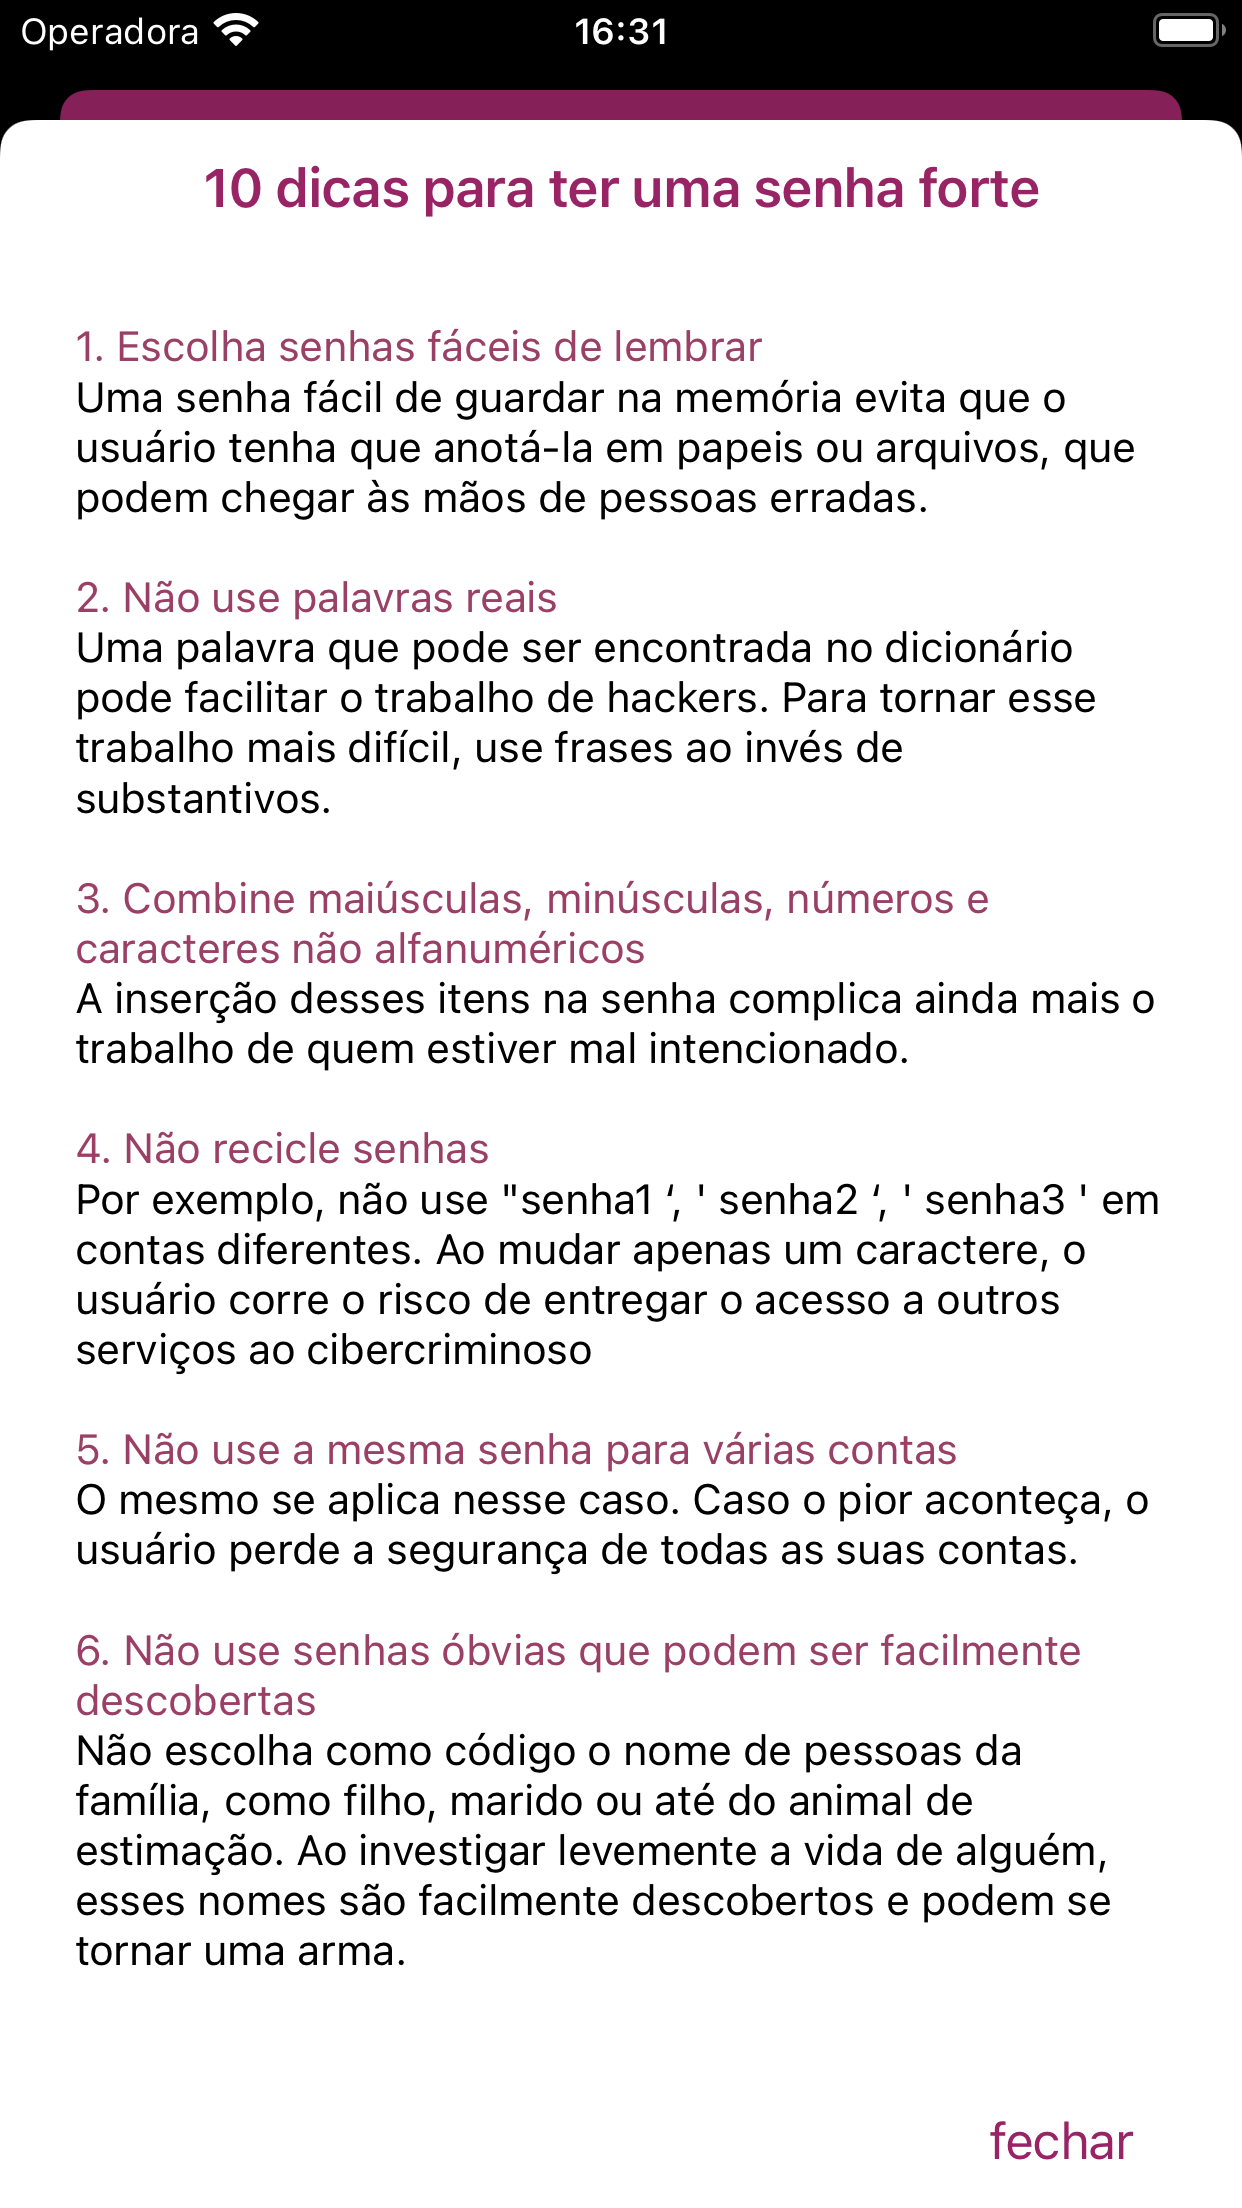 Operadora
16:31
10 dicas para ter uma senha forte
1. Escolha senhas fáceis de lembrar
Uma senha fácil de guardar na memória evita que o
usuário tenha que anotá-la em papeis ou arquivos, que
podem chegar às mãos de pessoas erradas.
2. Não use palavras reais
Uma palavra que pode ser encontrada no dicionário
pode facilitar o trabalho de hackers. Para tornar esse
trabalho mais difícil, use frases ao invés de
substantivos.
3. Combine maiúsculas, minúsculas, números e
caracteres não alfanuméricos
A inserção desses itens na senha complica ainda mais o
trabalho de quem estiver mal intencionado.
4. Não recicle senhas
Por exemplo, não use "senha1 ‘, ' senha2 ‘, ' senha3 ' em
contas diferentes. Ao mudar apenas um caractere, o
usuário corre o risco de entregar o acesso a outros
serviços ao cibercriminoso
5. Não use a mesma senha para várias contas
O mesmo se aplica nesse caso. Caso o pior aconteça, o
usuário perde a segurança de todas as suas contas.
6. Não use senhas óbvias que podem ser facilmente
descobertas
Não escolha como código o nome de pessoas da
família, como filho, marido ou até do animal de
estimação. Ao investigar levemente a vida de alguém,
esses nomes são facilmente descobertos e podem se
tornar uma arma.
fechar